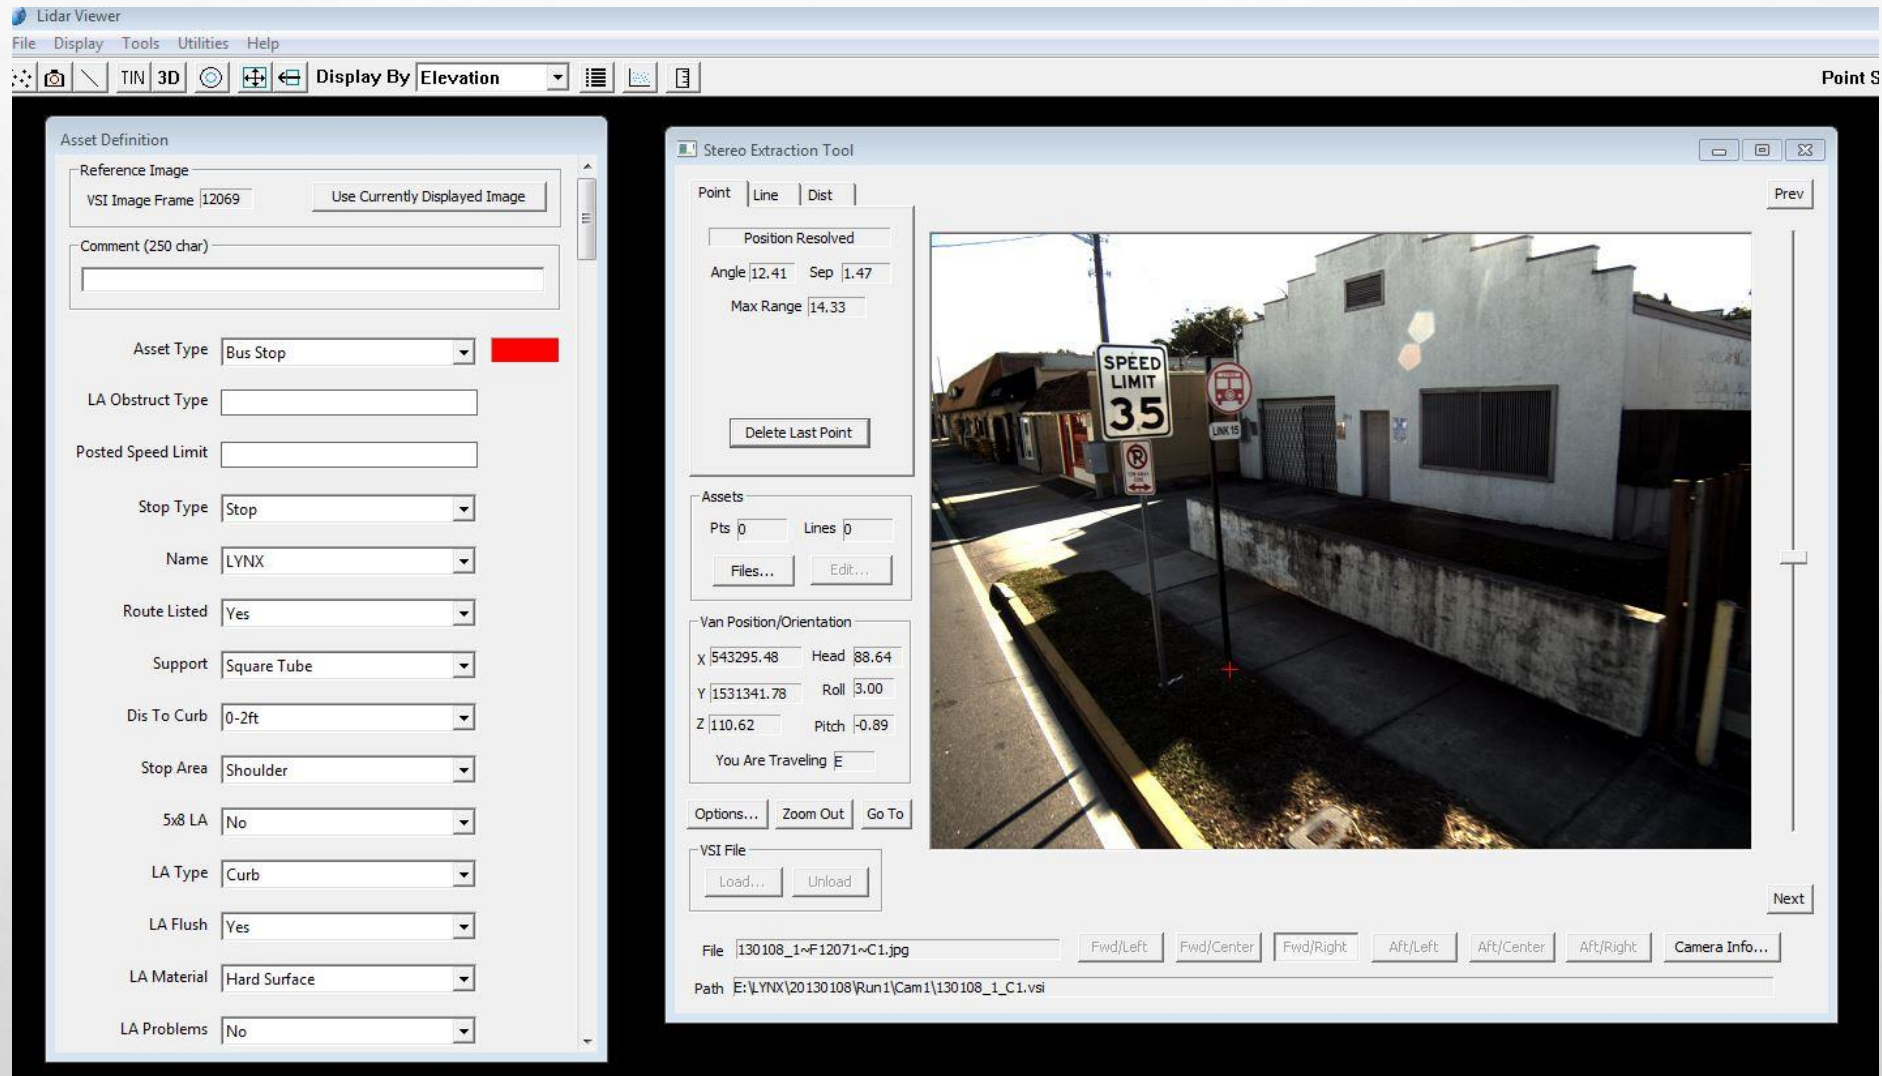 Lidar Viewer
File Display Tools Utilities Help
TIN 3D Display By Elevation
Point S
Asset Definition
Reference Image
VSI Image Frame 12069 Use Currently Displayed Image
Comment (250 char)
Asset Type Bus Stop
LA Obstruct Type
Posted Speed Limit
Stop Type Stop
Name LYNX
Route Listed Yes
Support Square Tube
Dis To Curb 0-2ft
Stop Area Shoulder
5x8 LA No
LA Type Curb
LA Flush Yes
LA Material Hard Surface
LA Problems No
Stereo Extraction Tool
Point Line Dist
Prev
Position Resolved
Angle 12.41 Sep 1.47
Max Range 14.33
Delete Last Point
Assets
Pts 0 Lines 0
Files... Edit...
Van Position/Orientation
X 543295.48 Head 88.64
Y 1531341.78 Roll 3.00
Z 110.62 Pitch -0.89
You Are Traveling E
Options... Zoom Out Go To
VSI File
Load... Unload
SPEED
LIMIT
35
LINK 15
Next
File 130108_1~F12071~C1.jpg Fwd/Left Fwd/Center Fwd/Right Aft/Left Aft/Center Aft/Right Camera Info...
Path E:\LYNX\20130108\Run1\Cam1\130108_1_C1.vsi